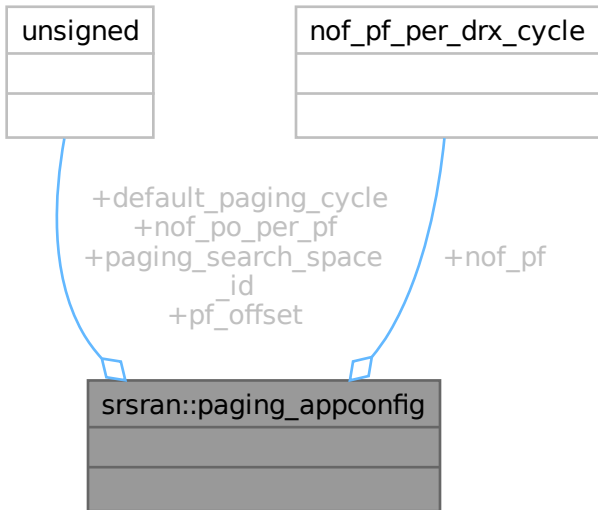 unsigned
nof_pf_per_drx_cycle
+default_paging_cycle
+nof_po_per_pf
+paging_search_space
_id
+pf_offset
+nof_pf
srsran::paging_appconfig